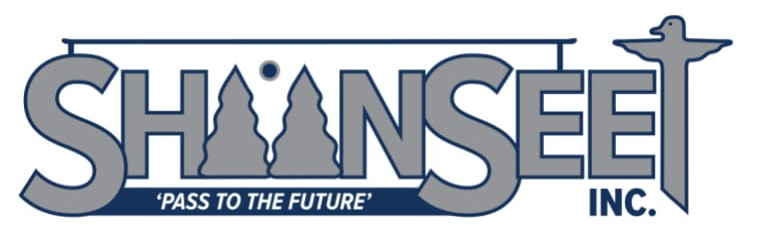 SHAANSEET
INC.
'PASS TO THE FUTURE'